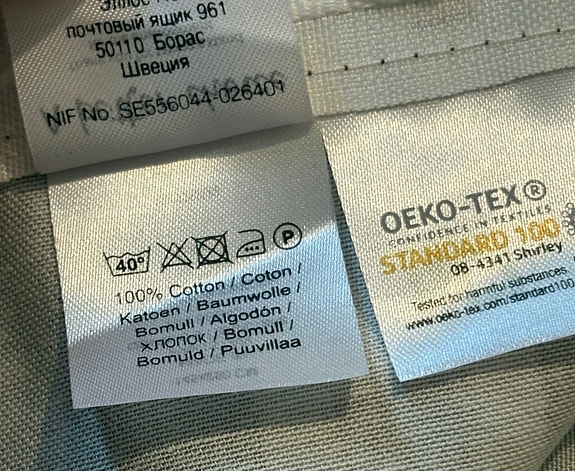 почтовый ящик 961
50110 Борас
Швеция
NIF No: SE556044-026401
40°
P
100% Cotton / Coton /
Katoen / Baumwolle /
Bomull / Algodón /
хлопок / Bomull /
Bomuld / Puuvillaa
OEKO-TEX®
CONFIDENCE IN TEXTILES
STANDARD 100
08-4341 Shirley
Tested for harmful substances
www.oeko-tex.com/standard100